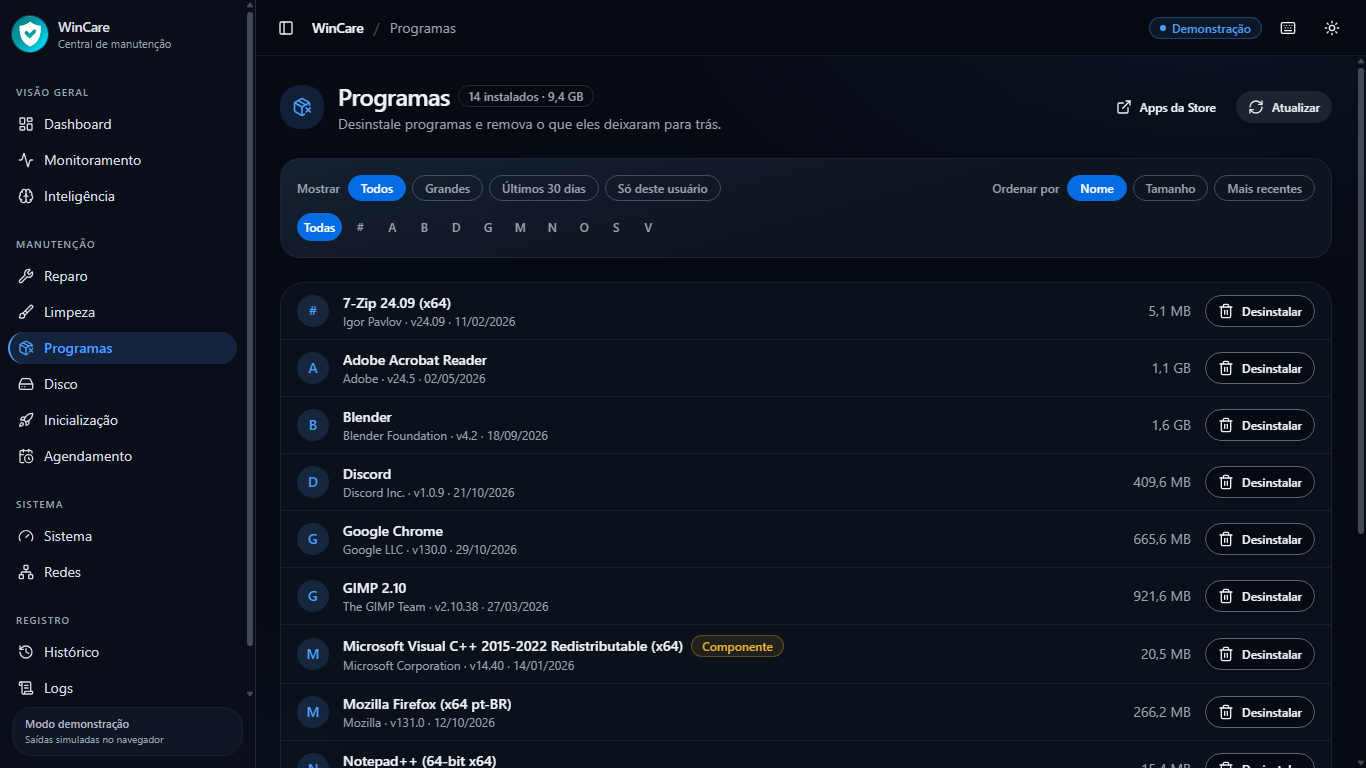 WinCare
Central de manutenção
VISÃO GERAL
Dashboard
Monitoramento
Inteligência
MANUTENÇÃO
Reparo
Limpeza
Programas
Disco
Inicialização
Agendamento
SISTEMA
Sistema
Redes
REGISTRO
Histórico
Logs
Modo demonstração
Saídas simuladas no navegador
WinCare / Programas
Demonstração
Programas 14 instalados · 9,4 GB
Desinstale programas e remova o que eles deixaram para trás.
Apps da Store Atualizar
Mostrar Todos Grandes Últimos 30 dias Só deste usuário
Ordenar por Nome Tamanho Mais recentes
Todas # A B D G M N O S V
# 7-Zip 24.09 (x64)
Igor Pavlov · v24.09 · 11/02/2026
5,1 MB Desinstalar
A Adobe Acrobat Reader
Adobe · v24.5 · 02/05/2026
1,1 GB Desinstalar
B Blender
Blender Foundation · v4.2 · 18/09/2026
1,6 GB Desinstalar
D Discord
Discord Inc. · v1.0.9 · 21/10/2026
409,6 MB Desinstalar
G Google Chrome
Google LLC · v130.0 · 29/10/2026
665,6 MB Desinstalar
G GIMP 2.10
The GIMP Team · v2.10.38 · 27/03/2026
921,6 MB Desinstalar
M Microsoft Visual C++ 2015-2022 Redistributable (x64) Componente
Microsoft Corporation · v14.40 · 14/01/2026
20,5 MB Desinstalar
M Mozilla Firefox (x64 pt-BR)
Mozilla · v131.0 · 12/10/2026
266,2 MB Desinstalar
N Notepad++ (64-bit x64)
15,4 MB Desinstalar